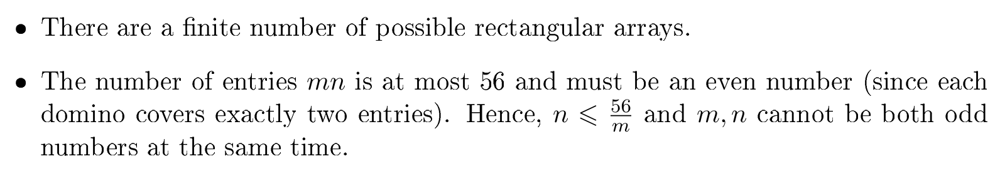 • There are a finite number of possible rectangular arrays.
• The number of entries mn is at most 56 and must be an even number (since each
domino covers exactly two entries). Hence, n ⩽ 56/m and m, n cannot be both odd
numbers at the same time.